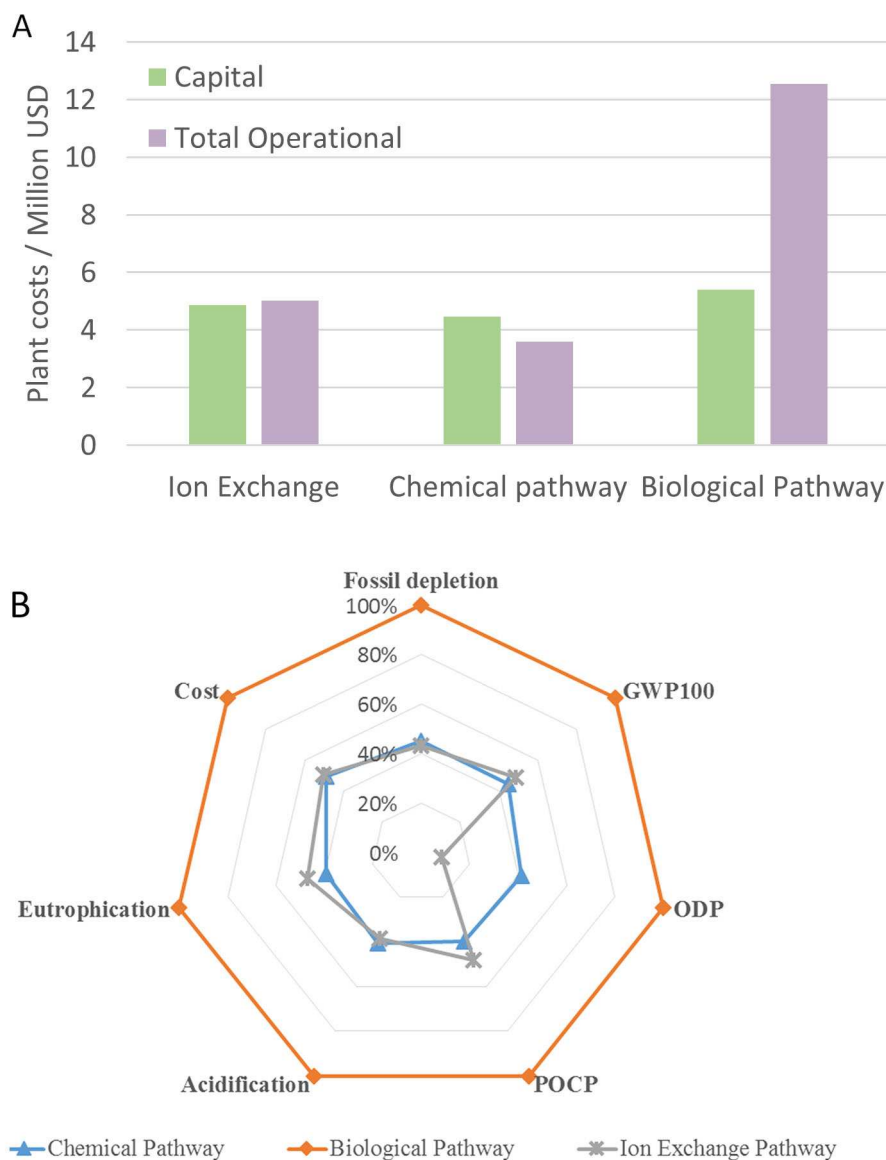 A
Plant costs / Million USD
14
12
10
8
6
4
2
0
Capital
Total Operational
Ion Exchange
Chemical pathway
Biological Pathway
B
Fossil depletion
100%
80%
60%
40%
20%
0%
Cost
GWP100
Eutrophication
ODP
Acidification
POCP
Chemical Pathway
Biological Pathway
Ion Exchange Pathway